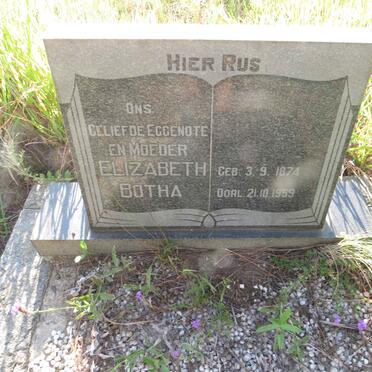 HIER RUS
ONS
GELIEFDE EGGENOTE
EN MOEDER
ELIZABETH
BOTHA
GEB. 3. 9. 1874
OORL. 21.10.1959